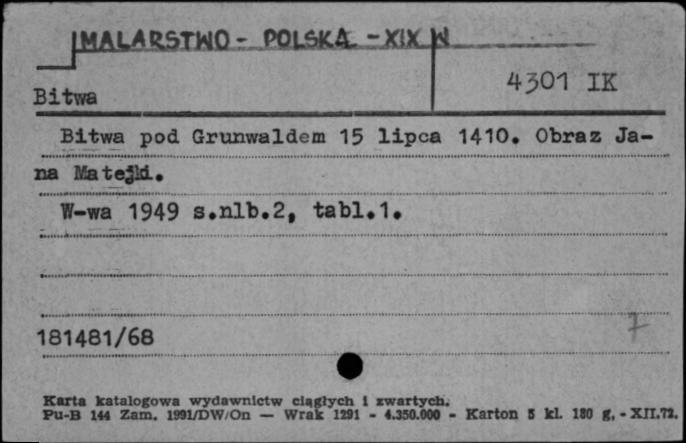 MALARSTWO - POLSKA - XIX W
4301 IK
Bitwa
Bitwa pod Grunwaldem 15 lipca 1410. Obraz Ja-
na Matejki.
W-wa 1949 s.nlb.2, tabl.1.
181481/68
7
Karta katalogowa wydawnictw ciągłych i zwartych.
Pu-B 144 Zam. 1991/DW/On — Wrak 1291 - 4.350.000 - Karton 5 kl. 180 g. - XII.72.